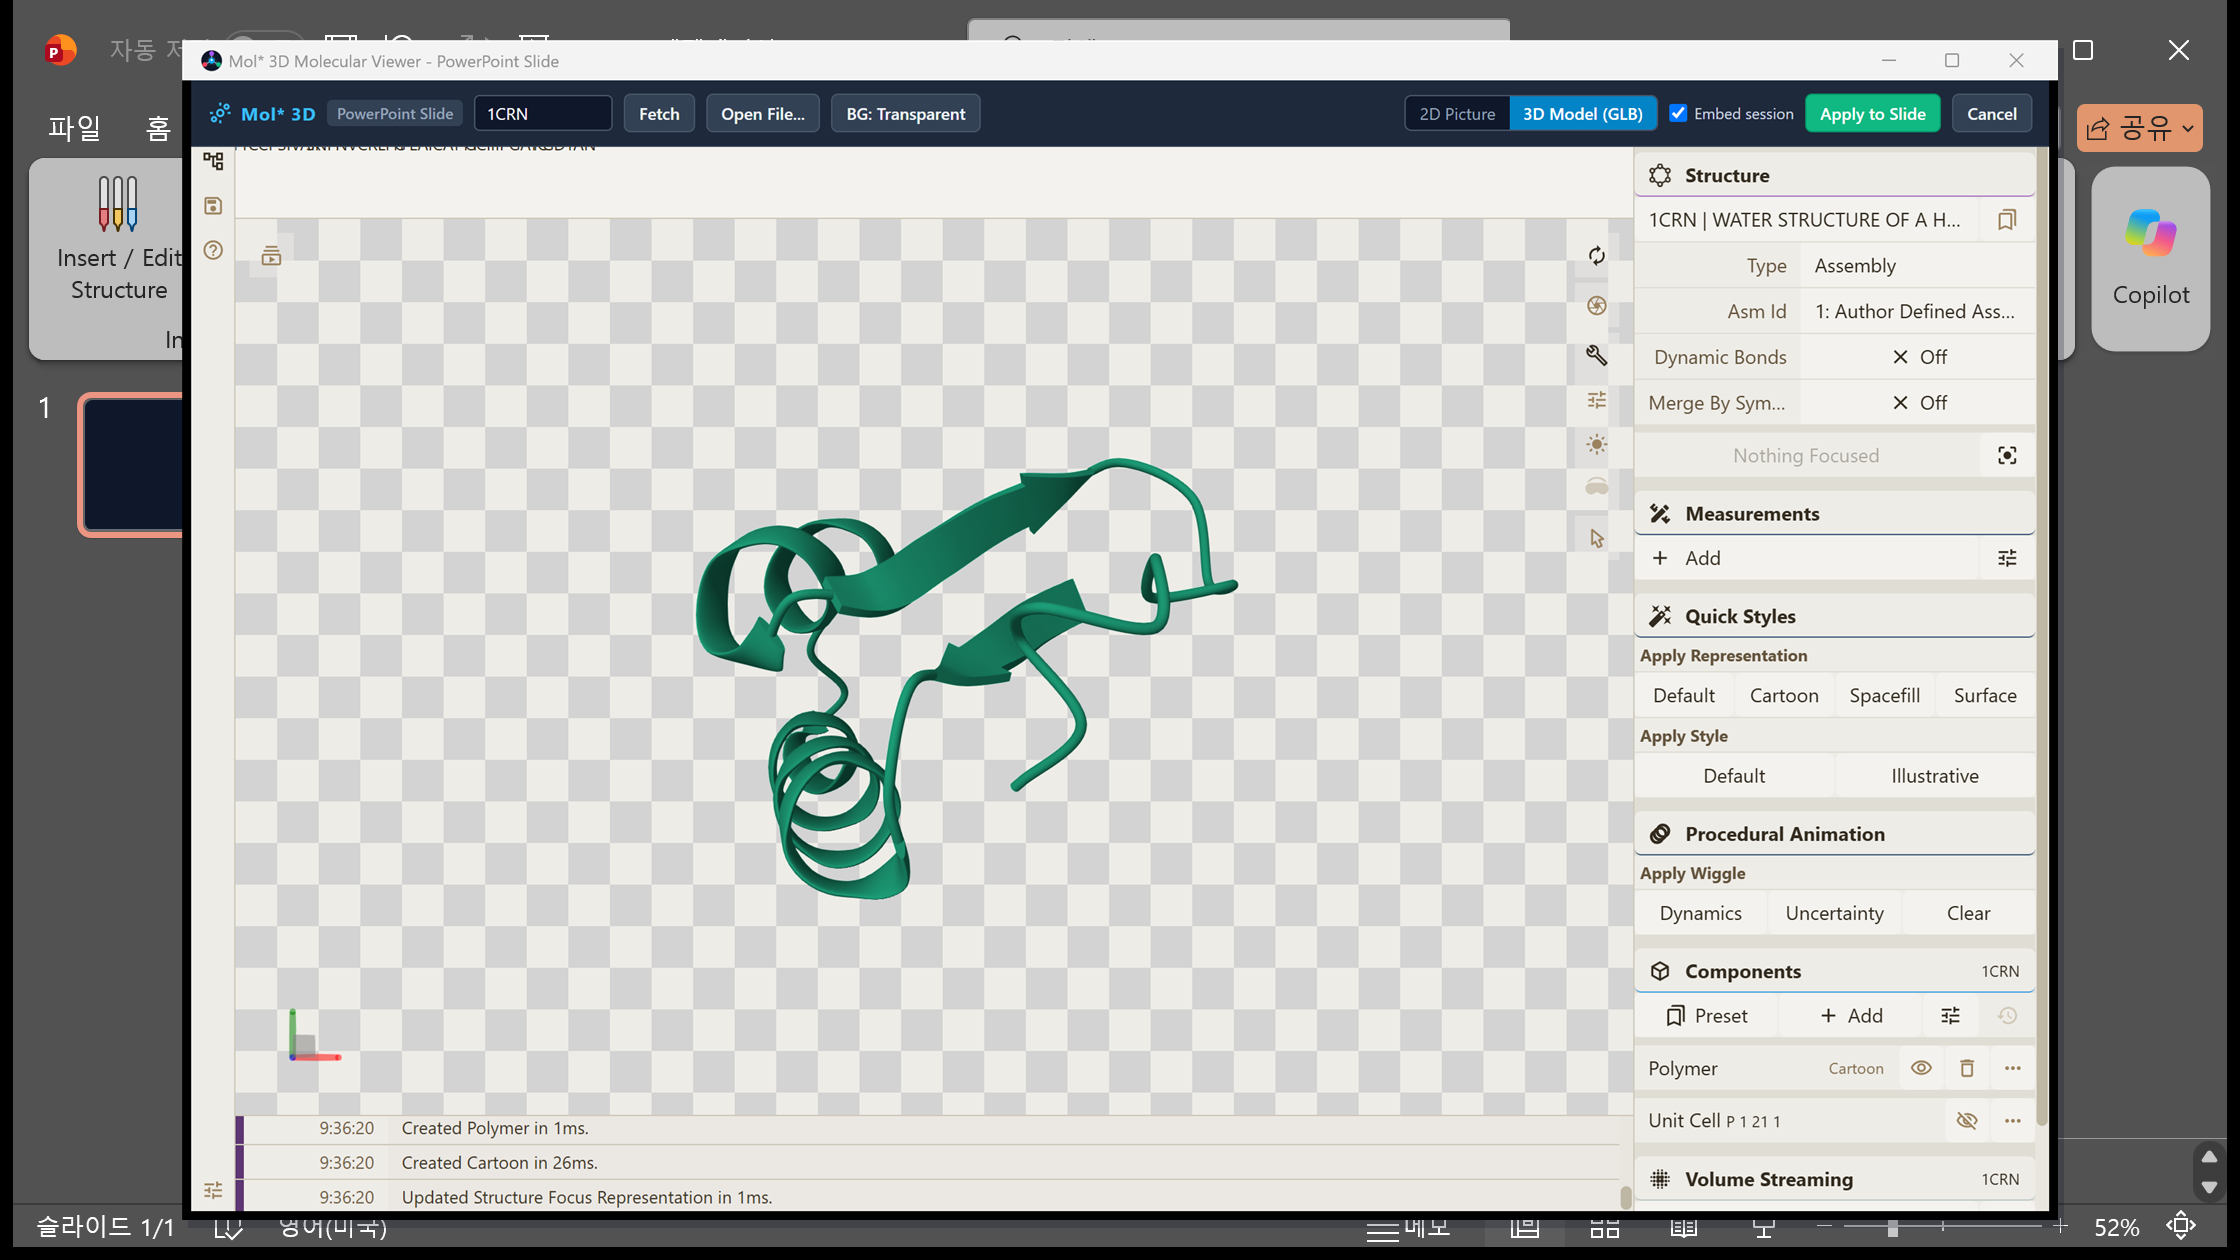 자동
Mol* 3D Molecular Viewer - PowerPoint Slide
파일
홈
공유
Mol* 3D
PowerPoint Slide
1CRN
Fetch
Open File...
BG: Transparent
2D Picture
3D Model (GLB)
Embed session
Apply to Slide
Cancel
Insert / Edit
Structure
Copilot
1
Structure
1CRN | WATER STRUCTURE OF A H...
Type
Assembly
Asm Id
1: Author Defined Ass...
Dynamic Bonds
Off
Merge By Sym...
Off
Nothing Focused
Measurements
Add
Quick Styles
Apply Representation
Default
Cartoon
Spacefill
Surface
Apply Style
Default
Illustrative
Procedural Animation
Apply Wiggle
Dynamics
Uncertainty
Clear
Components
1CRN
Preset
Add
Polymer
Cartoon
Unit Cell P 1 21 1
Volume Streaming
1CRN
9:36:20
Created Polymer in 1ms.
9:36:20
Created Cartoon in 26ms.
9:36:20
Updated Structure Focus Representation in 1ms.
슬라이드 1/1
영어(미국)
메모
52%